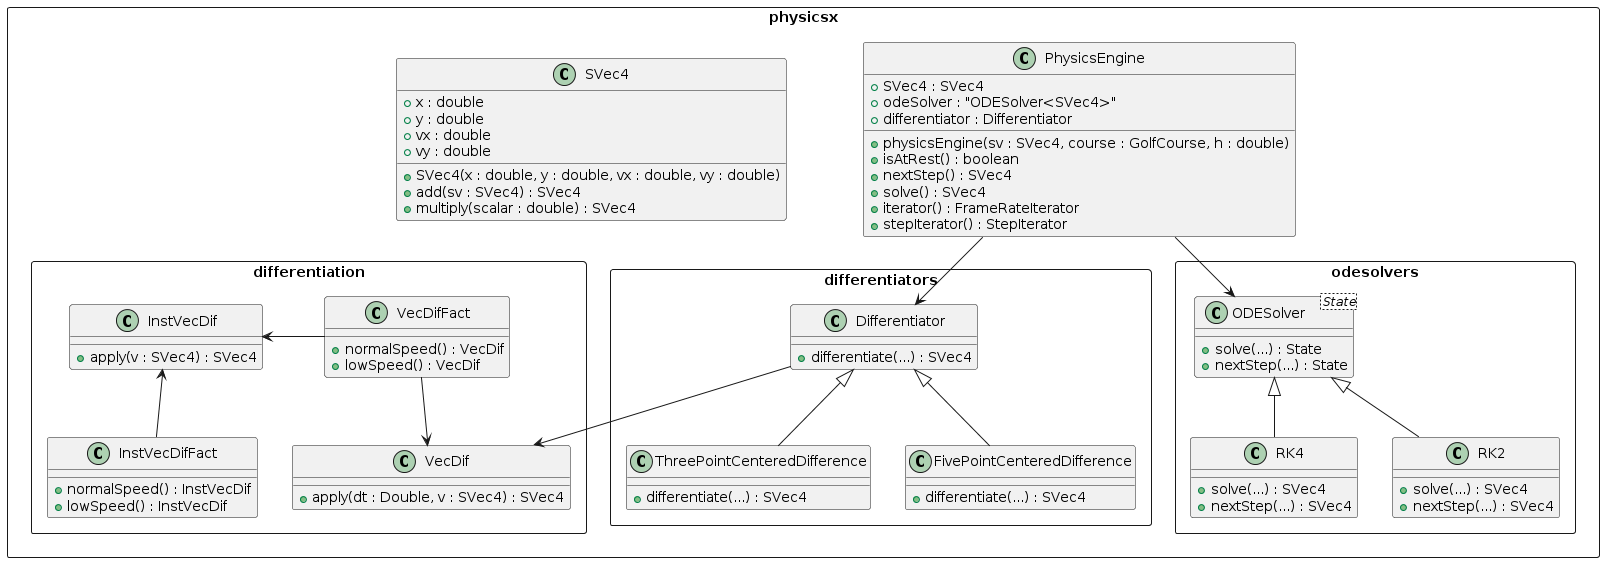 physicsx
C SVec4
x : double
y : double
vx : double
vy : double
SVec4(x : double, y : double, vx : double, vy : double)
add(sv : SVec4) : SVec4
multiply(scalar : double) : SVec4
C PhysicsEngine
SVec4 : SVec4
odeSolver : "ODESolver<SVec4>"
differentiator : Differentiator
physicsEngine(sv : SVec4, course : GolfCourse, h : double)
isAtRest() : boolean
nextStep() : SVec4
solve() : SVec4
iterator() : FrameRateIterator
stepIterator() : StepIterator
differentiation
C InstVecDif
apply(v : SVec4) : SVec4
C VecDifFact
normalSpeed() : VecDif
lowSpeed() : VecDif
C InstVecDifFact
normalSpeed() : InstVecDif
lowSpeed() : InstVecDif
C VecDif
apply(dt : Double, v : SVec4) : SVec4
differentiators
C Differentiator
differentiate(...) : SVec4
C ThreePointCenteredDifference
differentiate(...) : SVec4
C FivePointCenteredDifference
differentiate(...) : SVec4
odesolvers
C ODESolver
State
solve(...) : State
nextStep(...) : State
C RK4
solve(...) : SVec4
nextStep(...) : SVec4
C RK2
solve(...) : SVec4
nextStep(...) : SVec4